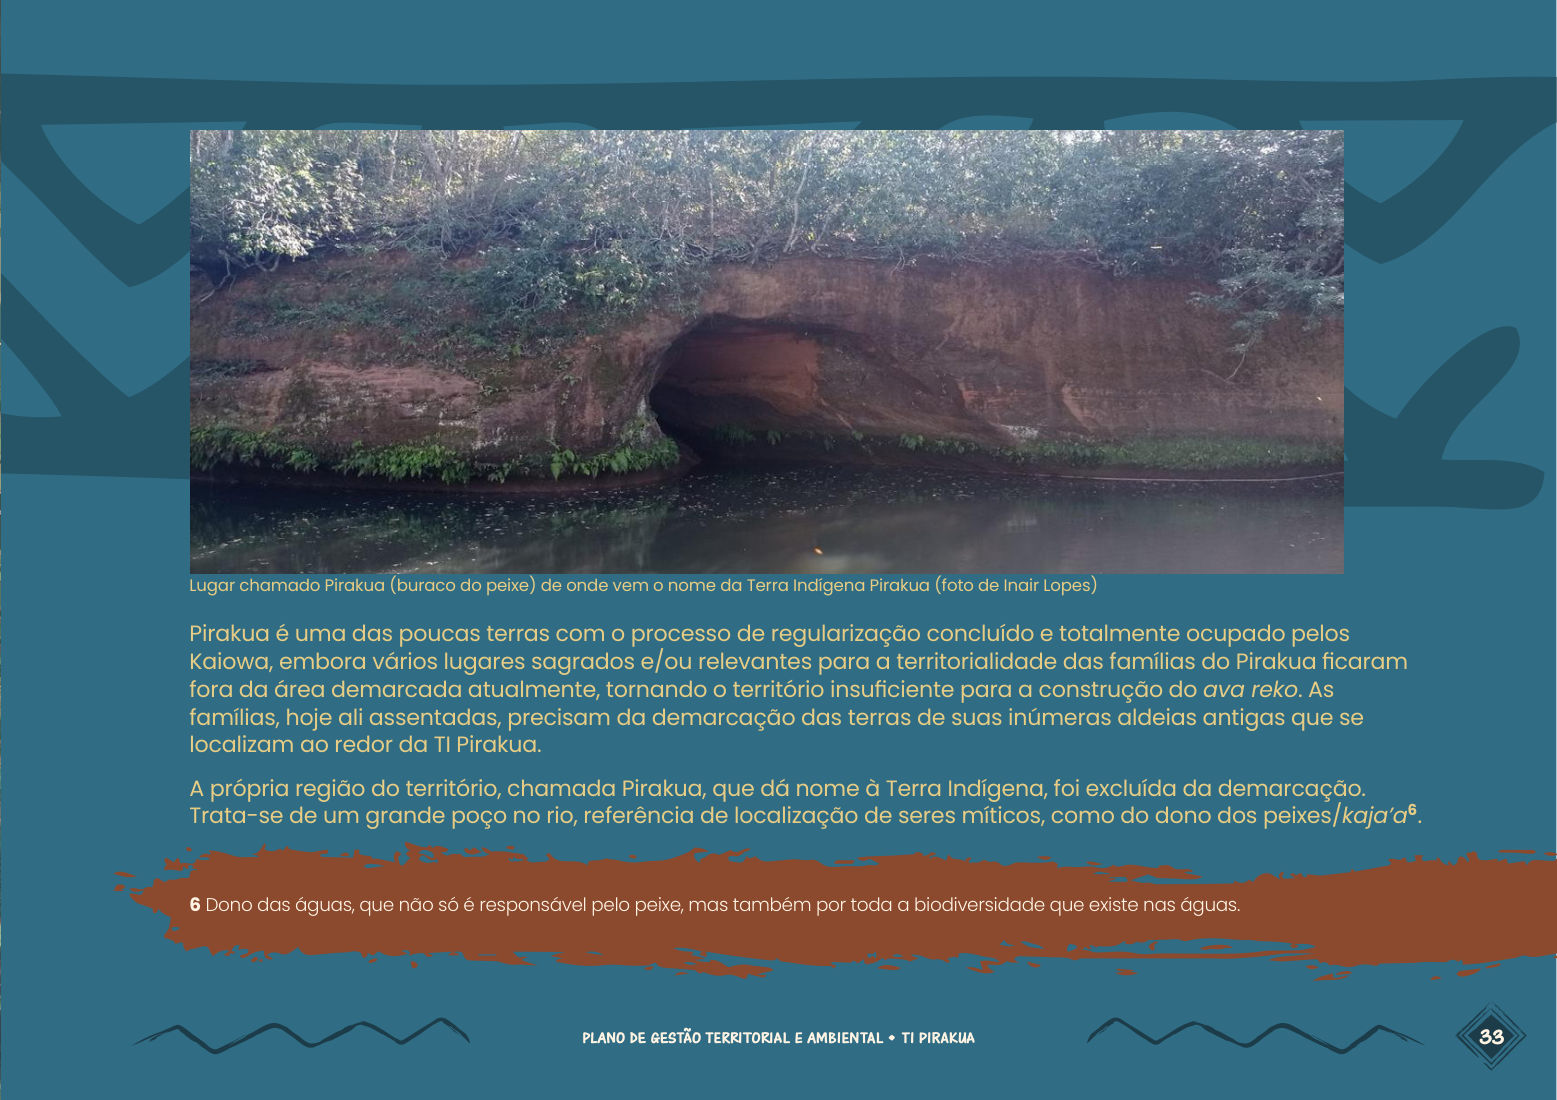 Lugar chamado Pirakua (buraco do peixe) de onde vem o nome da Terra Indígena Pirakua (foto de Inair Lopes)
Pirakua é uma das poucas terras com o processo de regularização concluído e totalmente ocupado pelos
Kaiowa, embora vários lugares sagrados e/ou relevantes para a territorialidade das famílias do Pirakua ficaram
fora da área demarcada atualmente, tornando o território insuficiente para a construção do ava reko. As
famílias, hoje ali assentadas, precisam da demarcação das terras de suas inúmeras aldeias antigas que se
localizam ao redor da TI Pirakua.
A própria região do território, chamada Pirakua, que dá nome à Terra Indígena, foi excluída da demarcação.
Trata-se de um grande poço no rio, referência de localização de seres míticos, como do dono dos peixes/kaja’a⁶.
6 Dono das águas, que não só é responsável pelo peixe, mas também por toda a biodiversidade que existe nas águas.
PLANO DE GESTÃO TERRITORIAL E AMBIENTAL • TI PIRAKUA
33